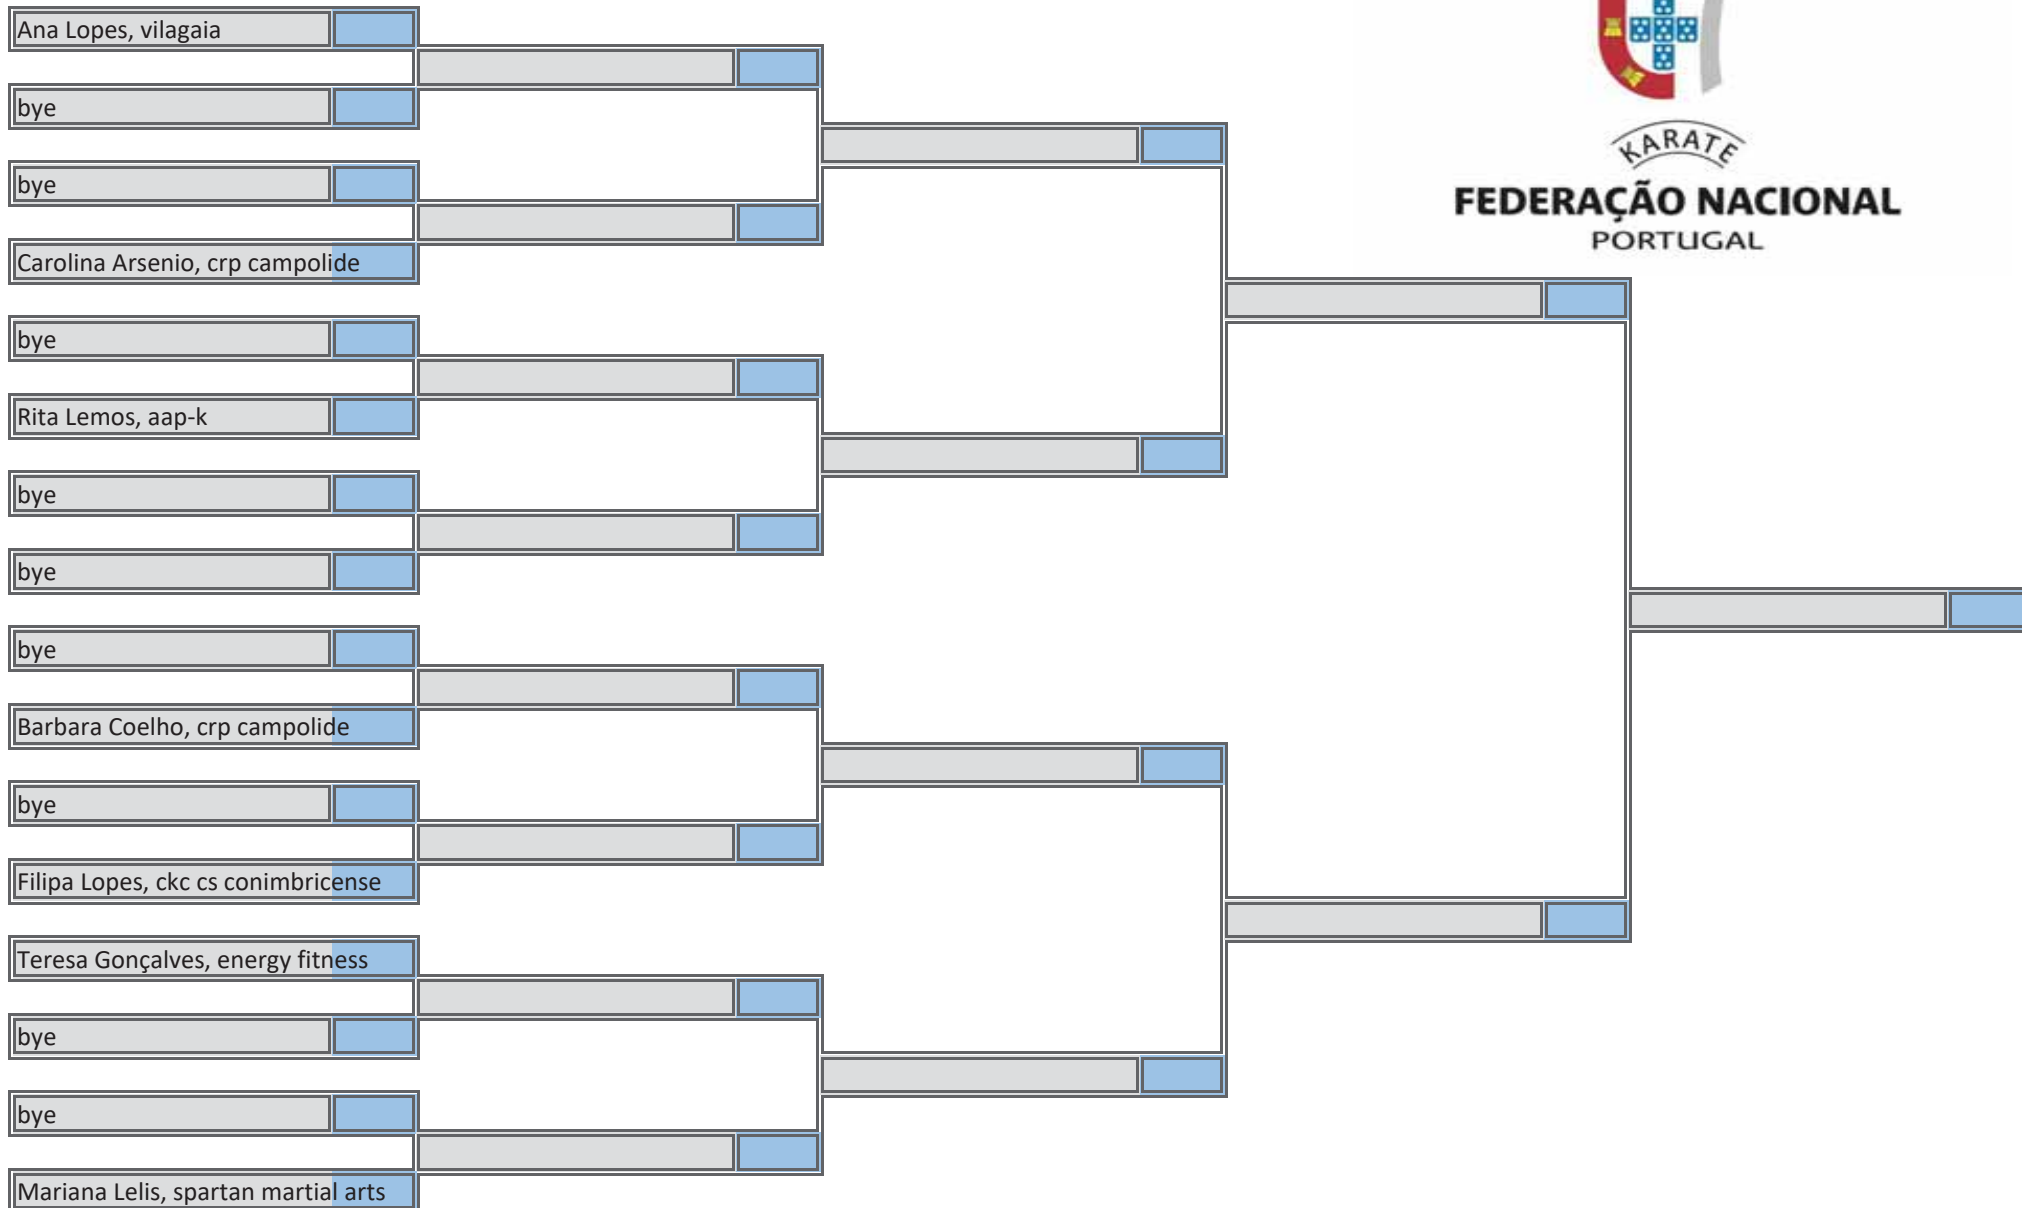 Ana Lopes, vilagaia
bye
bye
Carolina Arsenio, crp campolide
bye
Rita Lemos, aap-k
bye
bye
bye
Barbara Coelho, crp campolide
bye
Filipa Lopes, ckc cs conimbricense
Teresa Gonçalves, energy fitness
bye
bye
Mariana Lelis, spartan martial arts
KARATE
FEDERAÇÃO NACIONAL
PORTUGAL